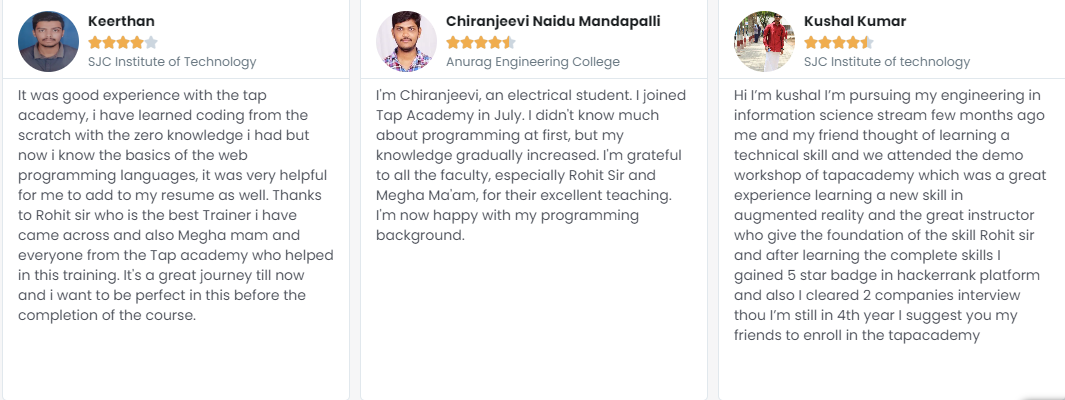 Keerthan
SJC Institute of Technology
It was good experience with the tap
academy, i have learned coding from the
scratch with the zero knowledge i had but
now i know the basics of the web
programming languages, it was very helpful
for me to add to my resume as well. Thanks
to Rohit sir who is the best Trainer i have
came across and also Megha mam and
everyone from the Tap academy who helped
in this training. It's a great journey till now
and i want to be perfect in this before the
completion of the course.
Chiranjeevi Naidu Mandapalli
Anurag Engineering College
I'm Chiranjeevi, an electrical student. I joined
Tap Academy in July. I didn't know much
about programming at first, but my
knowledge gradually increased. I'm grateful
to all the faculty, especially Rohit Sir and
Megha Ma'am, for their excellent teaching.
I'm now happy with my programming
background.
Kushal Kumar
SJC Institute of technology
Hi I’m kushal I’m pursuing my engineering in
information science stream few months ago
me and my friend thought of learning a
technical skill and we attended the demo
workshop of tapacademy which was a great
experience learning a new skill in
augmented reality and the great instructor
who give the foundation of the skill Rohit sir
and after learning the complete skills I
gained 5 star badge in hackerrank platform
and also I cleared 2 companies interview
thou I’m still in 4th year I suggest you my
friends to enroll in the tapacademy